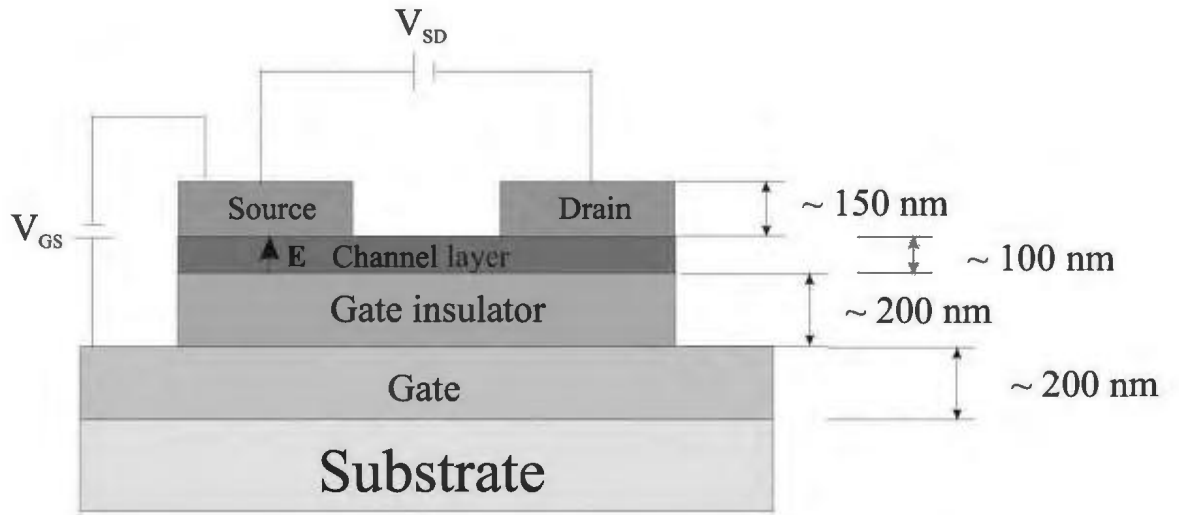 V_SD
Source
Drain
~ 150 nm
V_GS
E Channel layer
~ 100 nm
Gate insulator
~ 200 nm
Gate
~ 200 nm
Substrate